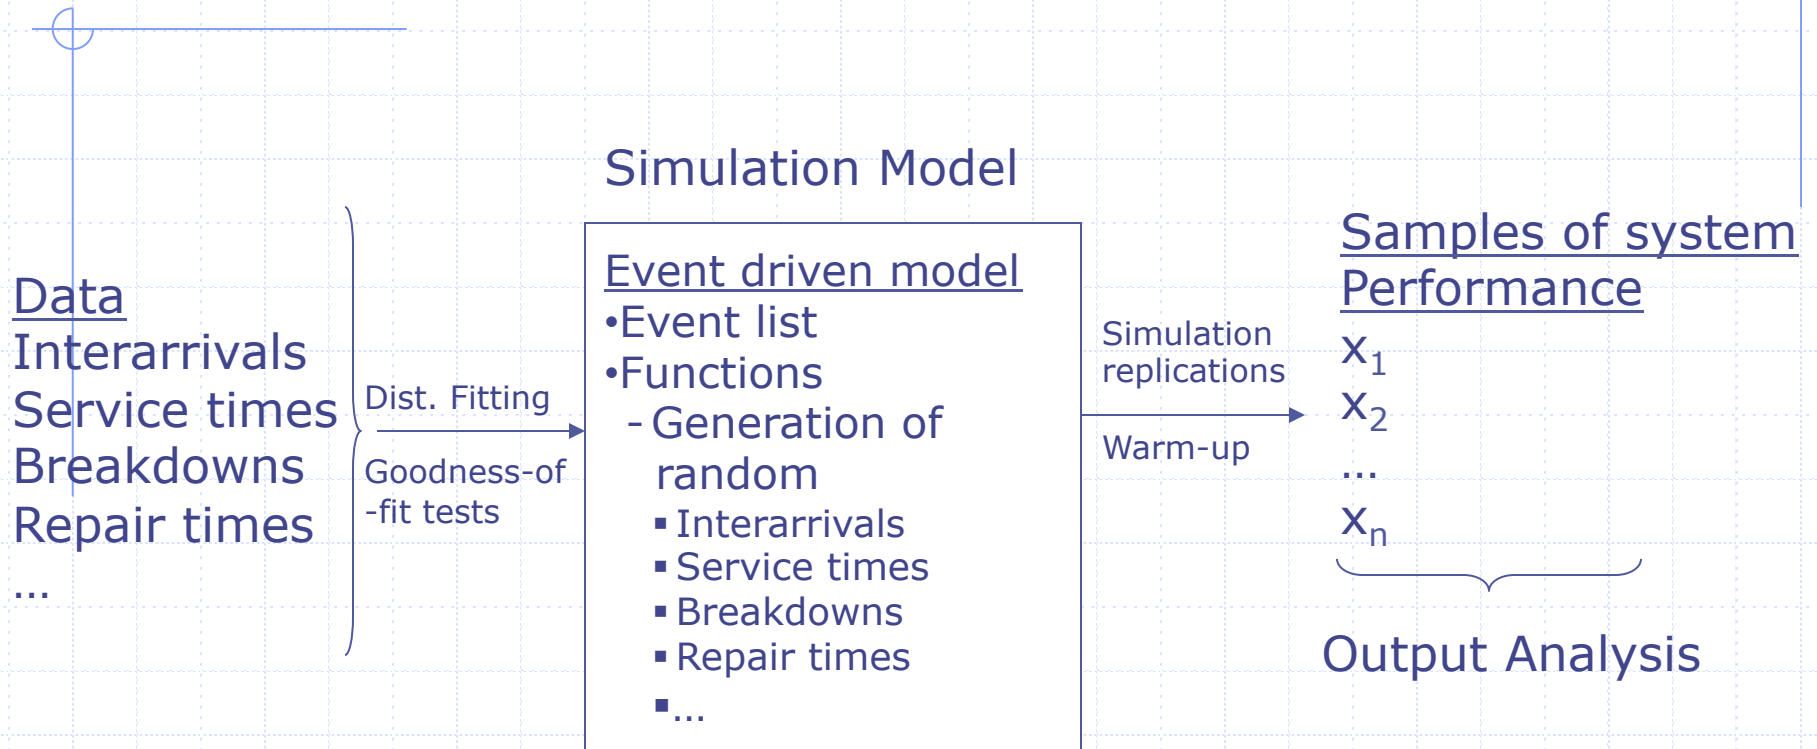 Simulation Model
Data
Interarrivals
Service times
Breakdowns
Repair times
...
Dist. Fitting
Goodness-of
-fit tests
Event driven model
•Event list
•Functions
-Generation of
random
▪Interarrivals
▪Service times
▪Breakdowns
▪Repair times
▪...
Simulation
replications
Warm-up
Samples of system
Performance
x₁
x₂
...
xₙ
Output Analysis